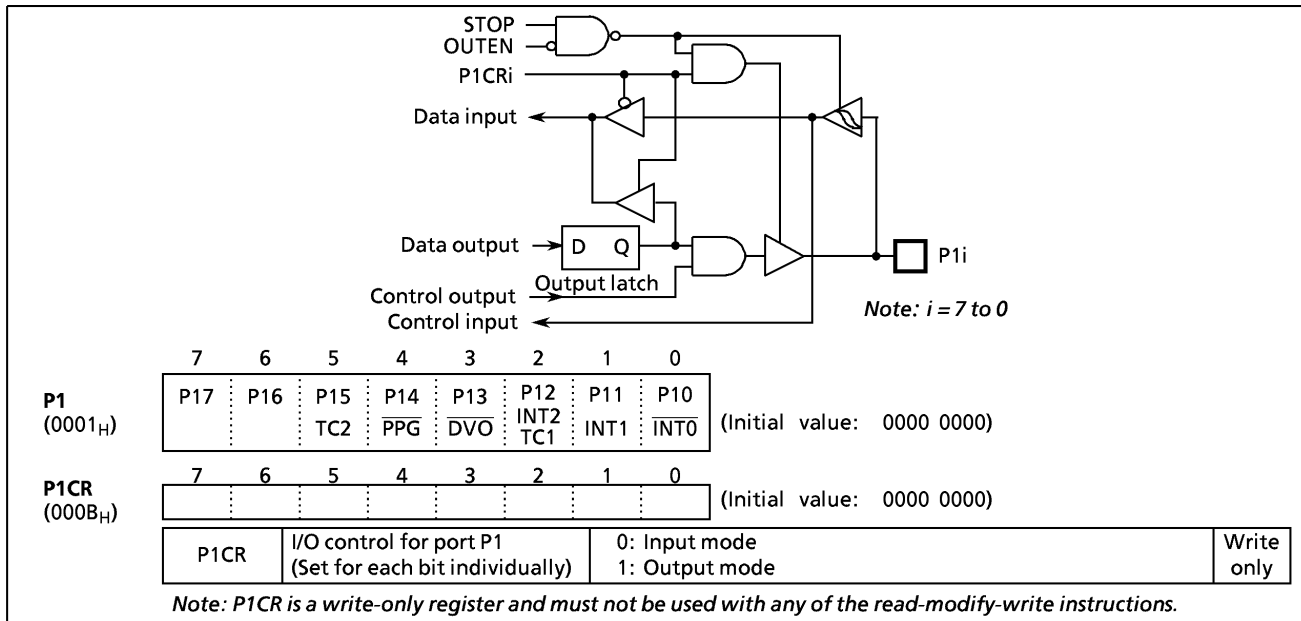 STOP
OUTEN
P1CRi
Data input
Data output
D Q
P1i
Output latch
Control output
Note: i = 7 to 0
Control input
7 6 5 4 3 2 1 0
P1 P17 P16 P15 P14 P13 P12 P11 P10
(0001H) TC2 PPG DVO INT2 TC1 INT1 INT0 (Initial value: 0000 0000)
7 6 5 4 3 2 1 0
P1CR
(000BH) (Initial value: 0000 0000)
P1CR I/O control for port P1 0: Input mode Write
(Set for each bit individually) 1: Output mode only
Note: P1CR is a write-only register and must not be used with any of the read-modify-write instructions.